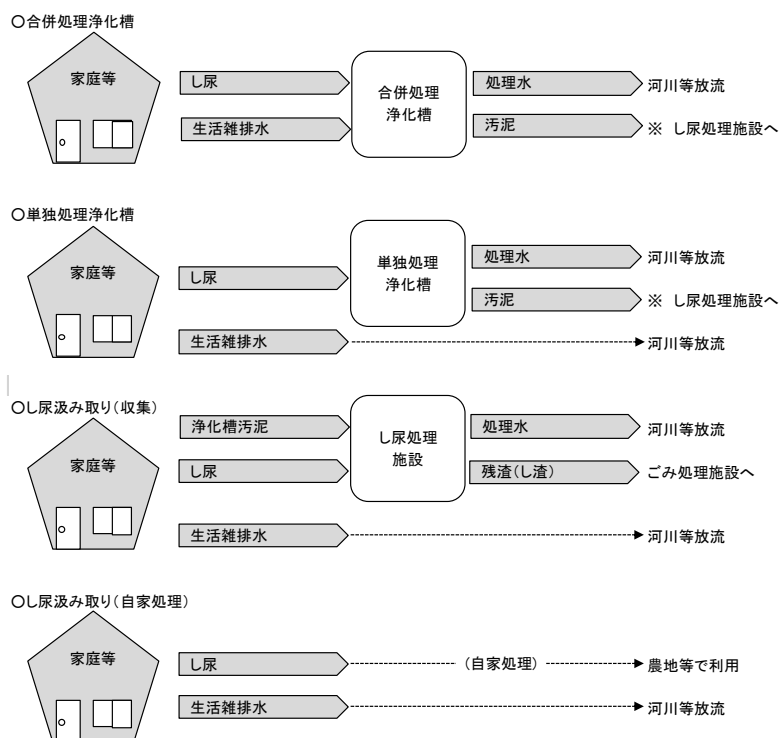 ○合併処理浄化槽
家庭等
し尿
生活雑排水
合併処理
浄化槽
処理水
河川等放流
汚泥
※ し尿処理施設へ
○単独処理浄化槽
家庭等
し尿
生活雑排水
単独処理
浄化槽
処理水
河川等放流
汚泥
※ し尿処理施設へ
河川等放流
○し尿汲み取り(収集)
家庭等
浄化槽汚泥
し尿
生活雑排水
し尿処理
施設
処理水
河川等放流
残渣(し渣)
ごみ処理施設へ
河川等放流
○し尿汲み取り(自家処理)
家庭等
し尿
(自家処理)
農地等で利用
生活雑排水
河川等放流